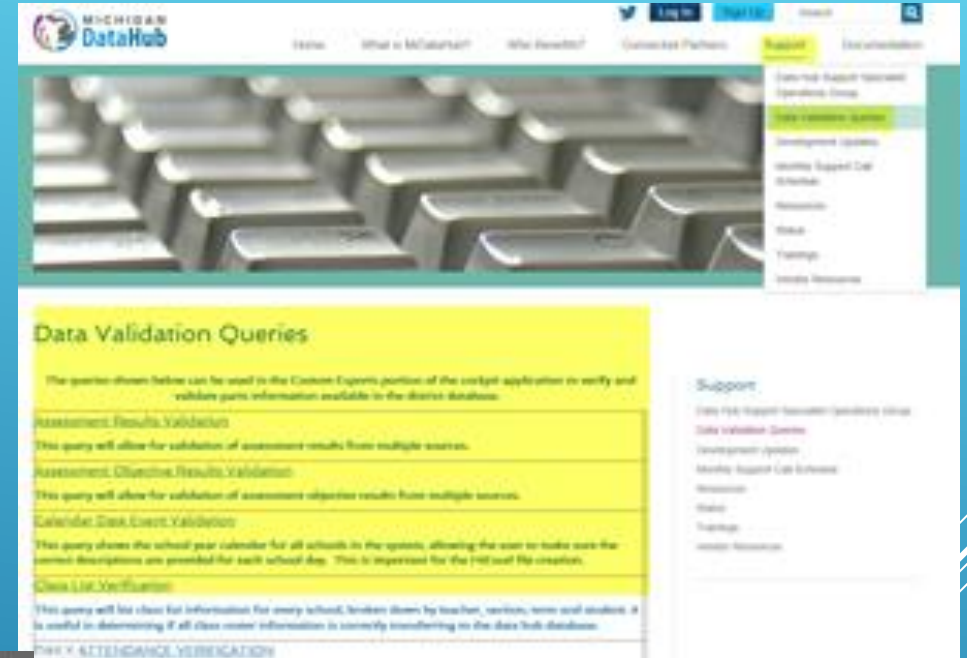 MICHIGAN
DataHub
Log In
Sign Up
Search
Home
What is MiDataHub?
Who Benefits?
Connected Partners
Support
Documentation
Data Hub Support Specialist
Operations Group
Data Validation Queries
Development Updates
Monthly Support Call
Schedule
Resources
Status
Trainings
Vendor Resources
Data Validation Queries
The queries shown below can be used in the Custom Exports portion of the cockpit application to verify and
validate parts information available in the district database.
Assessment Results Validation
This query will allow for validation of assessment results from multiple sources.
Assessment Objective Results Validation
This query will allow for validation of assessment objective results from multiple sources.
Calendar Date Event Validation
This query shows the school year calendar for all schools in the system, allowing the user to make sure the
correct descriptions are provided for each school day. This is important for the file creation.
Class List Verification
This query will list class list information for every school, broken down by teacher, section, term and student. It
is useful in determining if all class roster information is correctly transferring to the data hub database.
ATTENDANCE VERIFICATION
Support
Data Hub Support Specialist Operations Group
Data Validation Queries
Development Updates
Monthly Support Call Schedule
Resources
Status
Trainings
Vendor Resources